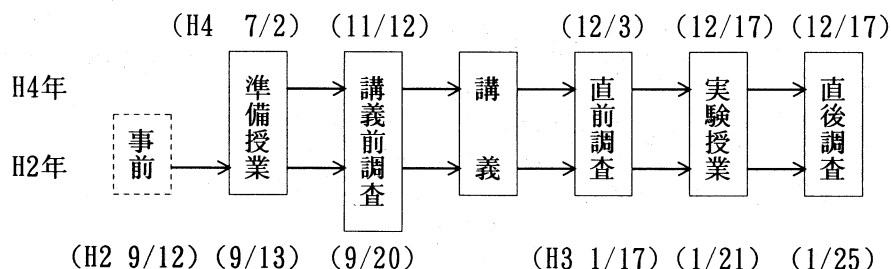 (H4 7/2) (11/12) (12/3) (12/17) (12/17)
H4年
H2年
事前
準備授業
講義前調査
講義
直前調査
実験授業
直後調査
(H2 9/12) (9/13) (9/20) (H3 1/17) (1/21) (1/25)